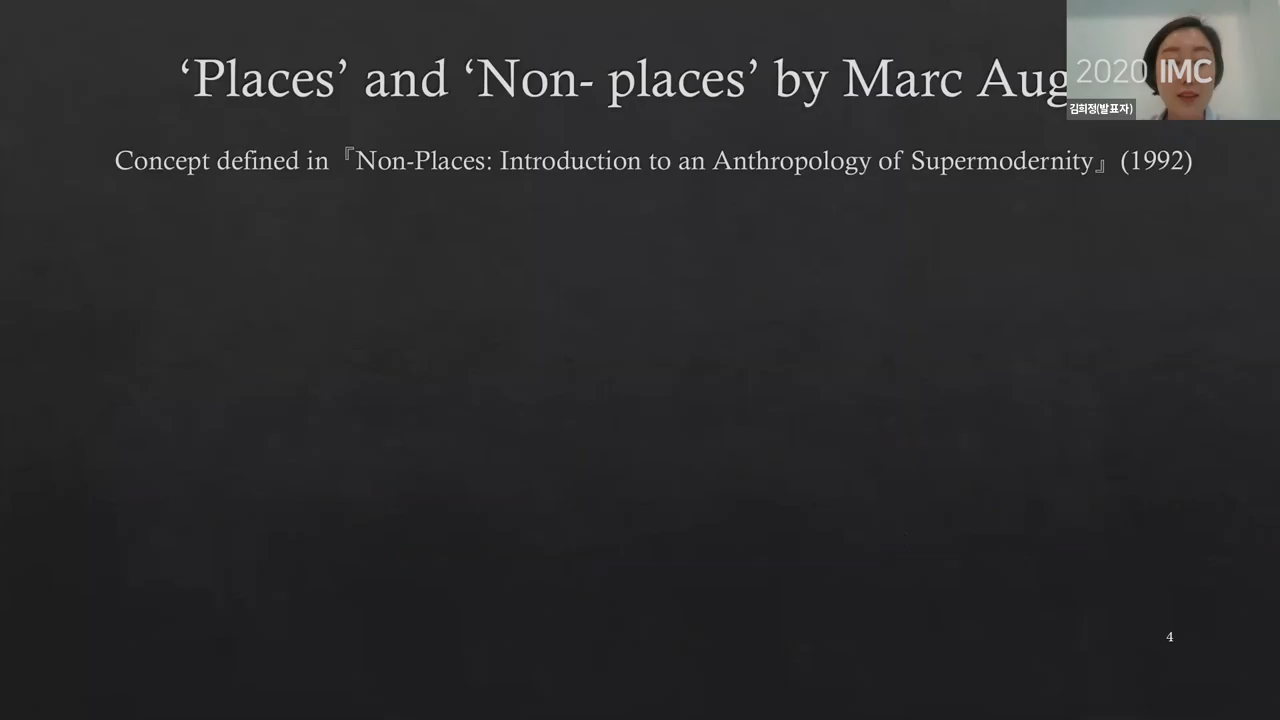 ‘Places’ and ‘Non- places’ by Marc Aug
2020 IMC
김희정(발표자)
Concept defined in『Non-Places: Introduction to an Anthropology of Supermodernity』(1992)
4